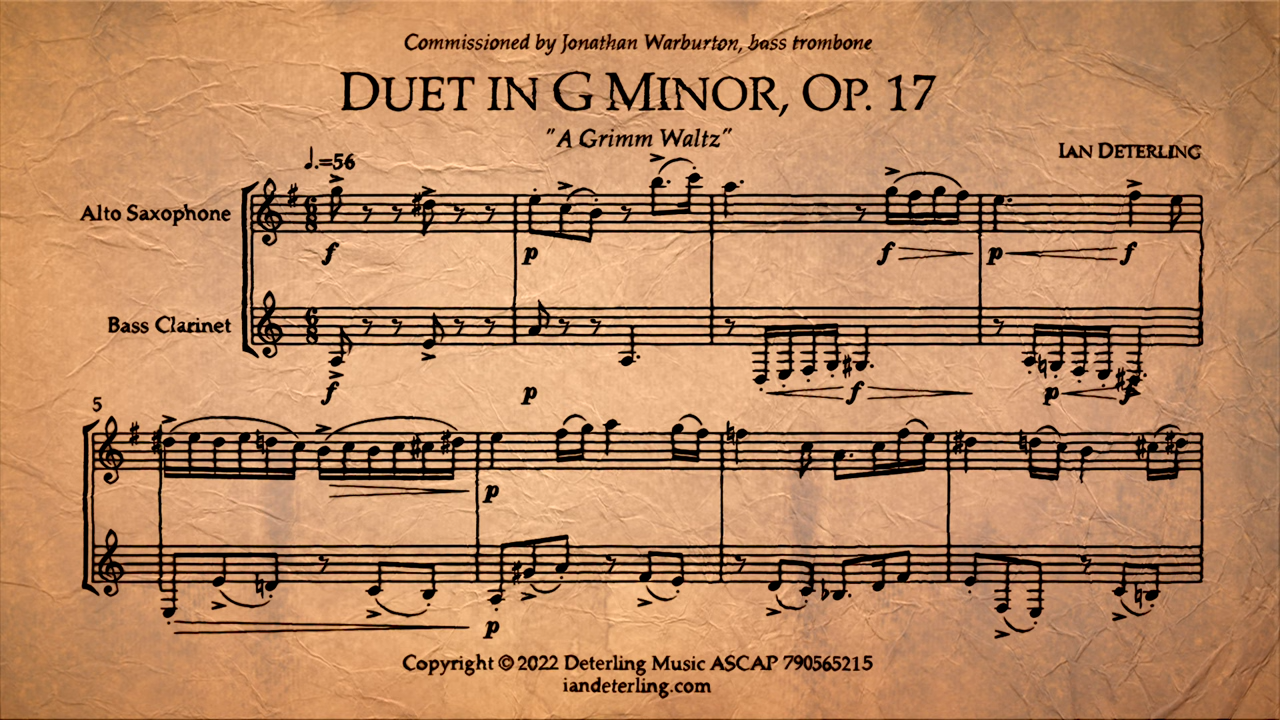 Commissioned by Jonathan Warburton, bass trombone
DUET IN G MINOR, OP. 17
"A Grimm Waltz"
IAN DETERLING
♩.=56
Alto Saxophone
f p f p f
Bass Clarinet
f p f p f
5
p
p
Copyright © 2022 Deterling Music ASCAP 790565215
iandeterling.com